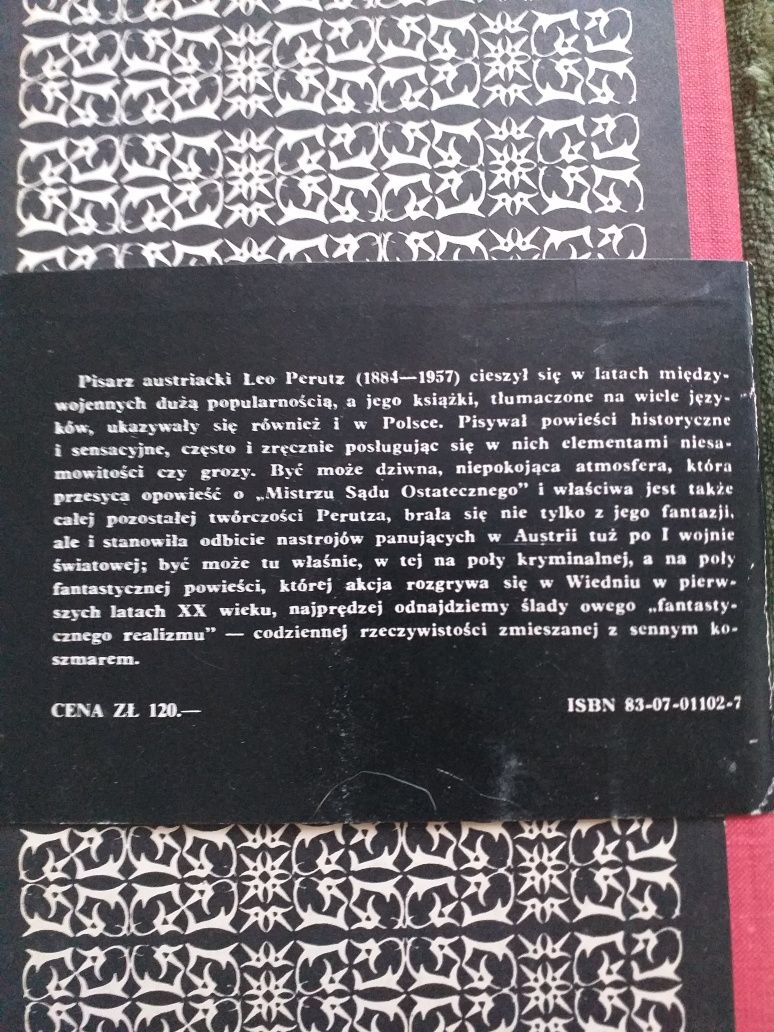 Pisarz austriacki Leo Perutz (1884—1957) cieszył się w latach między-
wojennych dużą popularnością, a jego książki, tłumaczone na wiele języ-
ków, ukazywały się również i w Polsce. Pisywał powieści historyczne
i sensacyjne, często i zręcznie posługując się w nich elementami niesa-
mowitości czy grozy. Być może dziwna, niepokojąca atmosfera, która
przesyca opowieść o „Mistrzu Sądu Ostatecznego” i właściwa jest także
całej pozostałej twórczości Perutza, brała się nie tylko z jego fantazji,
ale i stanowiła odbicie nastrojów panujących w Austrii tuż po I wojnie
światowej; być może tu właśnie, w tej na poły kryminalnej, a na poły
fantastycznej powieści, której akcja rozgrywa się w Wiedniu w pierw-
szych latach XX wieku, najprędzej odnajdziemy ślady owego „fantasty-
cznego realizmu” — codziennej rzeczywistości zmieszanej z sennym ko-
szmarem.
CENA ZŁ 120.— ISBN 83-07-01102-7